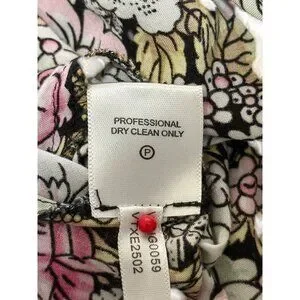 PROFESSIONAL
DRY CLEAN ONLY
P
G0059
VTXE2502